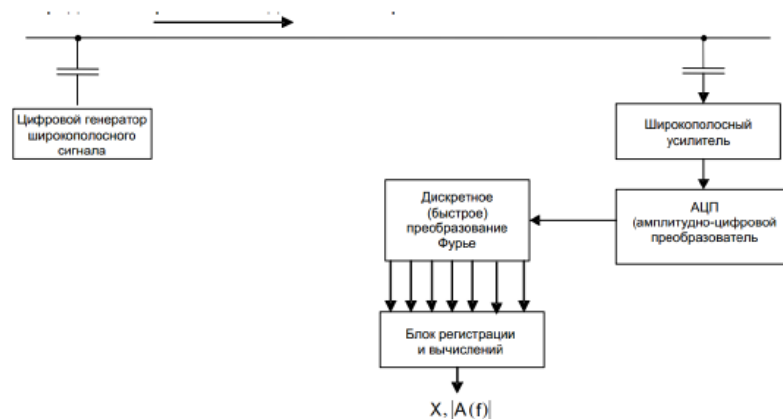 Цифровой генератор
широкополосного
сигнала
Широкополосный
усилитель
Дискретное
(быстрое)
преобразование
Фурье
АЦП
(амплитудно-цифровой
преобразователь
Блок регистрации
и вычислений
X, |A(f)|